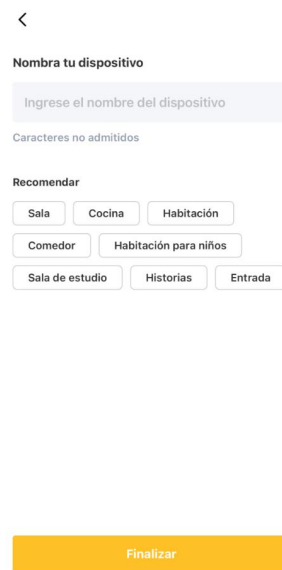 Nombra tu dispositivo
Ingrese el nombre del dispositivo
Caracteres no admitidos
Recomendar
Sala Cocina Habitación
Comedor Habitación para niños
Sala de estudio Historias Entrada
Finalizar